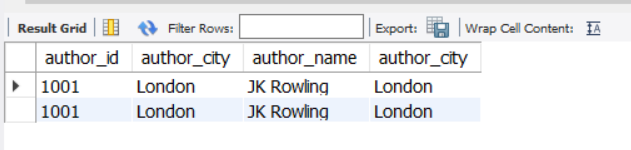 Result Grid Filter Rows: Export: Wrap Cell Content: IA
author_id author_city author_name author_city
1001 London JK Rowling London
1001 London JK Rowling London